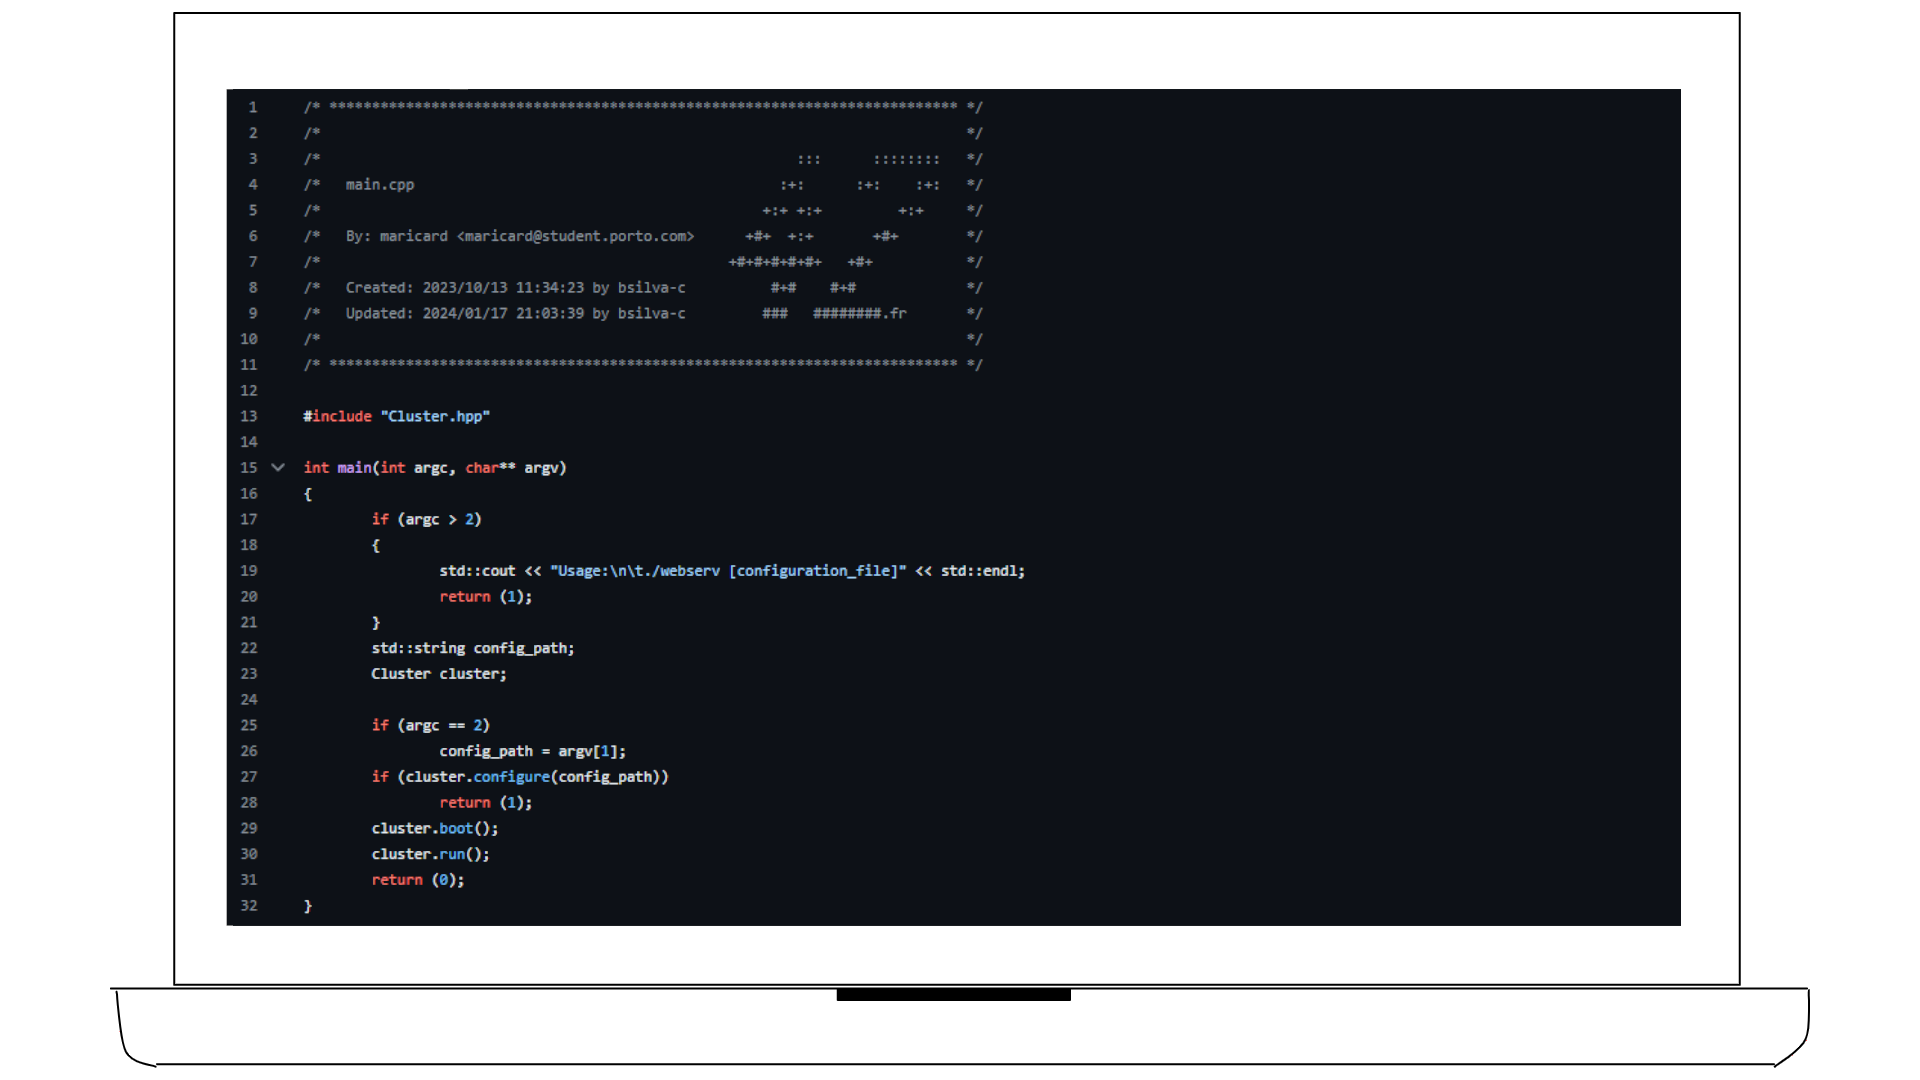 1 /* ************************************************************************** */
2 /*                                                                            */
3 /*                                                        :::      ::::::::   */
4 /*   main.cpp                                           :+:      :+:    :+:   */
5 /*                                                    +:+ +:+         +:+     */
6 /*   By: maricard <maricard@student.porto.com>      +#+  +:+       +#+        */
7 /*                                                +#+#+#+#+#+   +#+           */
8 /*   Created: 2023/10/13 11:34:23 by bsilva-c          #+#    #+#             */
9 /*   Updated: 2024/01/17 21:03:39 by bsilva-c         ###   ########.fr       */
10 /*                                                                            */
11 /* ************************************************************************** */
12
13 #include "Cluster.hpp"
14
15 int main(int argc, char** argv)
16 {
17         if (argc > 2)
18         {
19                 std::cout << "Usage:\n\t./webserv [configuration_file]" << std::endl;
20                 return (1);
21         }
22         std::string config_path;
23         Cluster cluster;
24
25         if (argc == 2)
26                 config_path = argv[1];
27         if (cluster.configure(config_path))
28                 return (1);
29         cluster.boot();
30         cluster.run();
31         return (0);
32 }